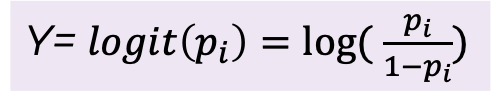 Y= logit(pᵢ) = log( pᵢ / 1−pᵢ )